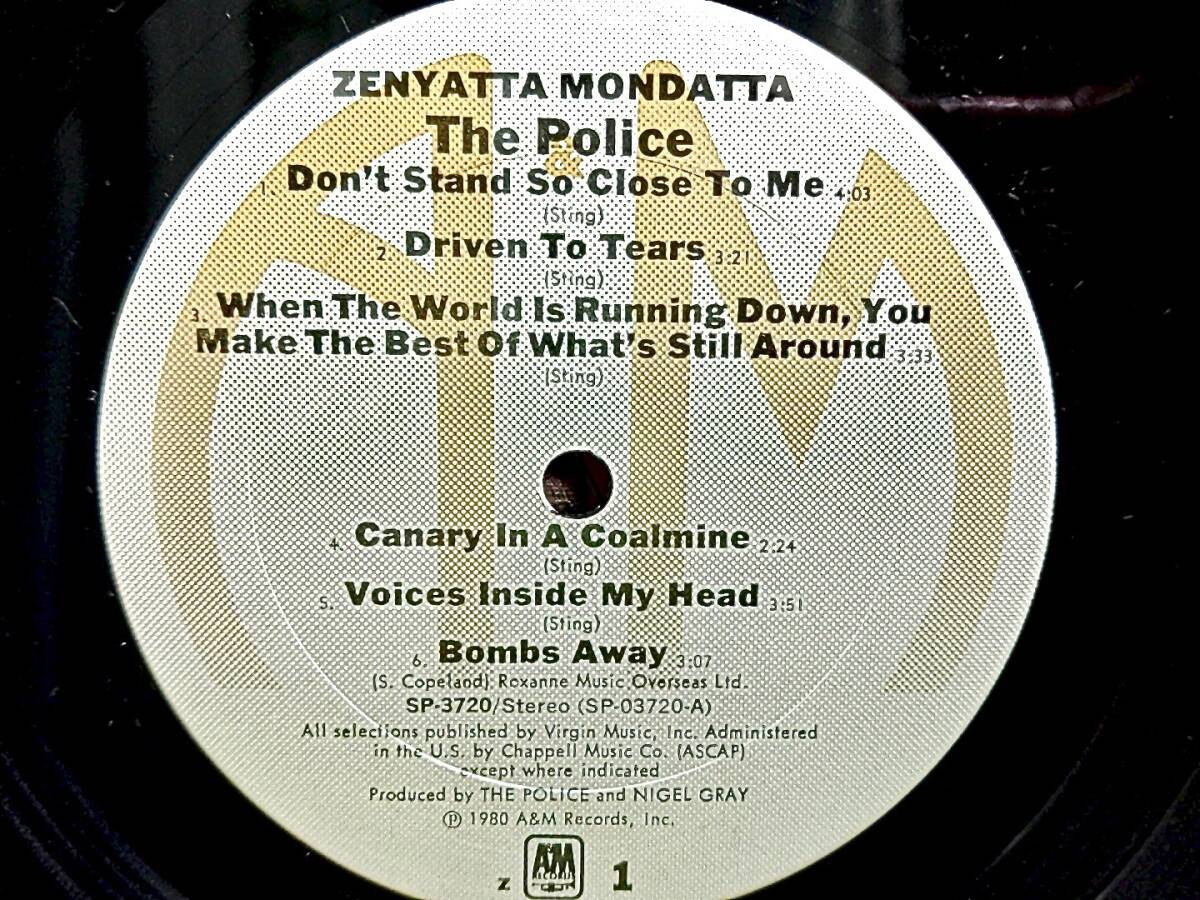 ZENYATTA MONDATTA
The Police
&
1. Don't Stand So Close To Me 4:03
(Sting)
2. Driven To Tears 3:21
(Sting)
3. When The World Is Running Down, You
Make The Best Of What's Still Around 3:33
(Sting)
4. Canary In A Coalmine 2:24
(Sting)
5. Voices Inside My Head 3:51
(Sting)
6. Bombs Away 3:07
(S. Copeland) Roxanne Music Overseas Ltd.
SP-3720/Stereo (SP-03720-A)
All selections published by Virgin Music, Inc. Administered
in the U.S. by Chappell Music Co. (ASCAP)
except where indicated
Produced by THE POLICE and NIGEL GRAY
℗ 1980 A&M Records, Inc.
z A&M RECORDS 1